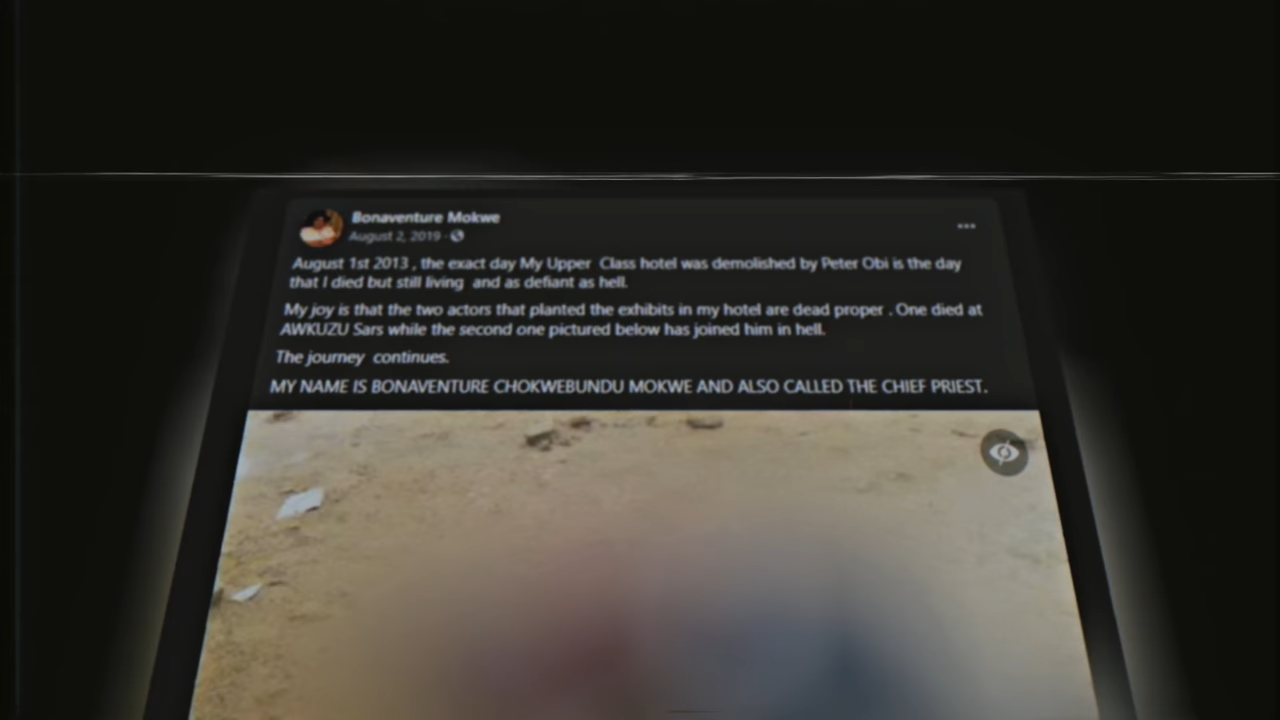 Bonaventure Mokwe
August 2, 2019 ·
August 1st 2013 , the exact day My Upper Class hotel was demolished by Peter Obi is the day
that I died but still living and as defiant as hell.
My joy is that the two actors that planted the exhibits in my hotel are dead proper . One died at
AWKUZU Sars while the second one pictured below has joined him in hell.
The journey continues.
MY NAME IS BONAVENTURE CHOKWEBUNDU MOKWE AND ALSO CALLED THE CHIEF PRIEST.